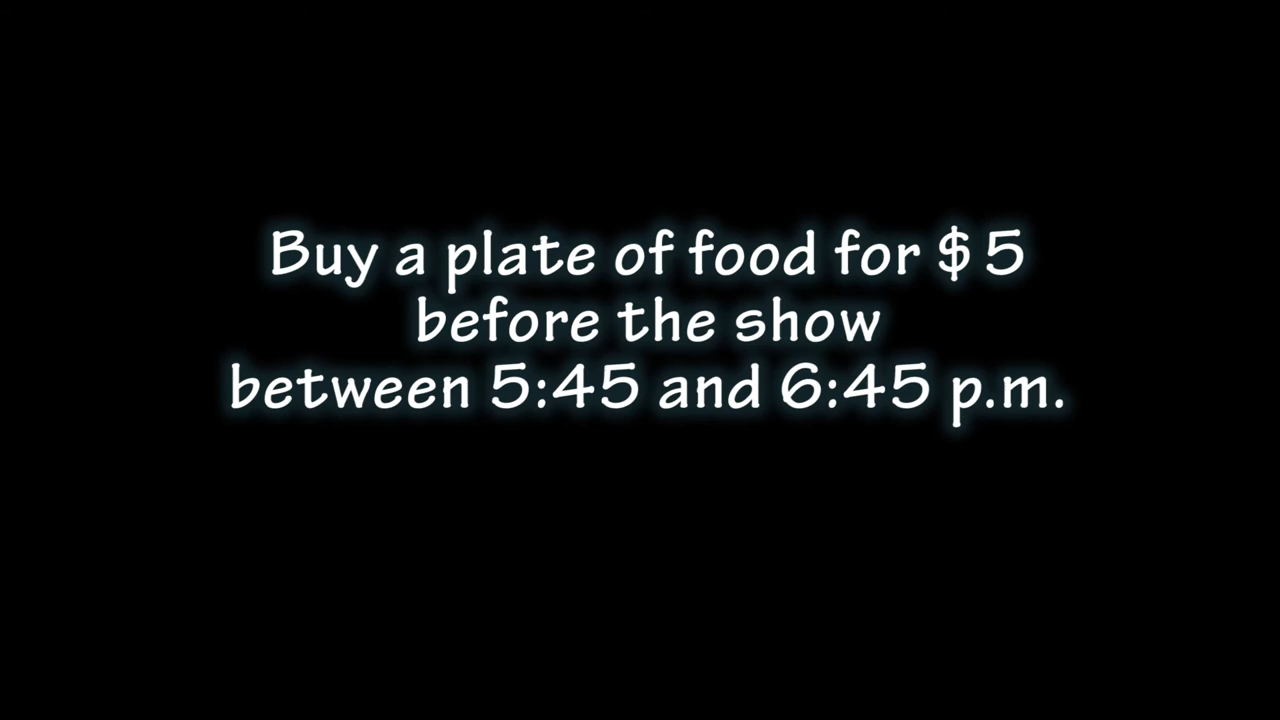 Buy a plate of food for $5
before the show
between 5:45 and 6:45 p.m.